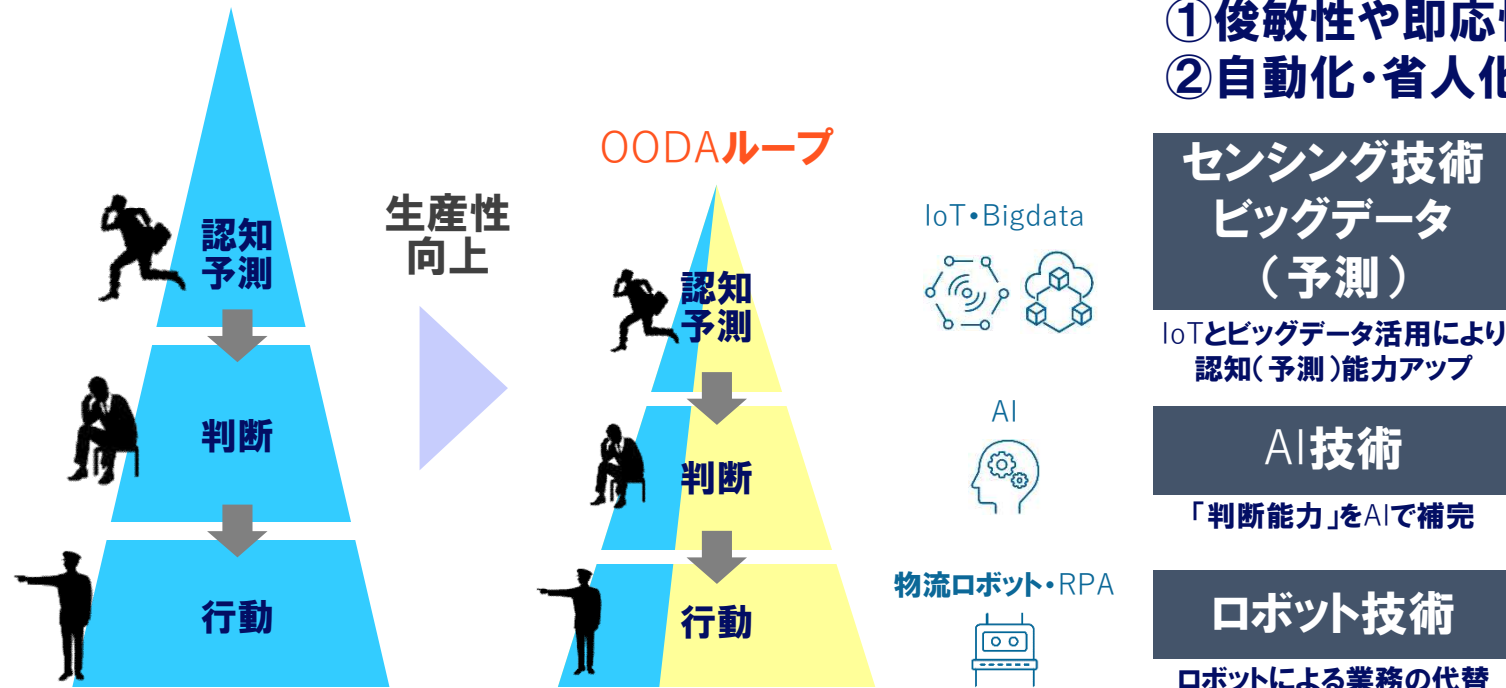 ①俊敏性や即応
②自動化・省人化
OODAループ
認知
予測
判断
行動
生産性
向上
認知
予測
判断
行動
IoT・Bigdata
AI
物流ロボット・RPA
センシング技術
ビッグデータ
（予測）
IoTとビッグデータ活用により
認知（予測）能力アップ
AI技術
「判断能力」をAIで補完
ロボット技術
ロボットによる業務の代替